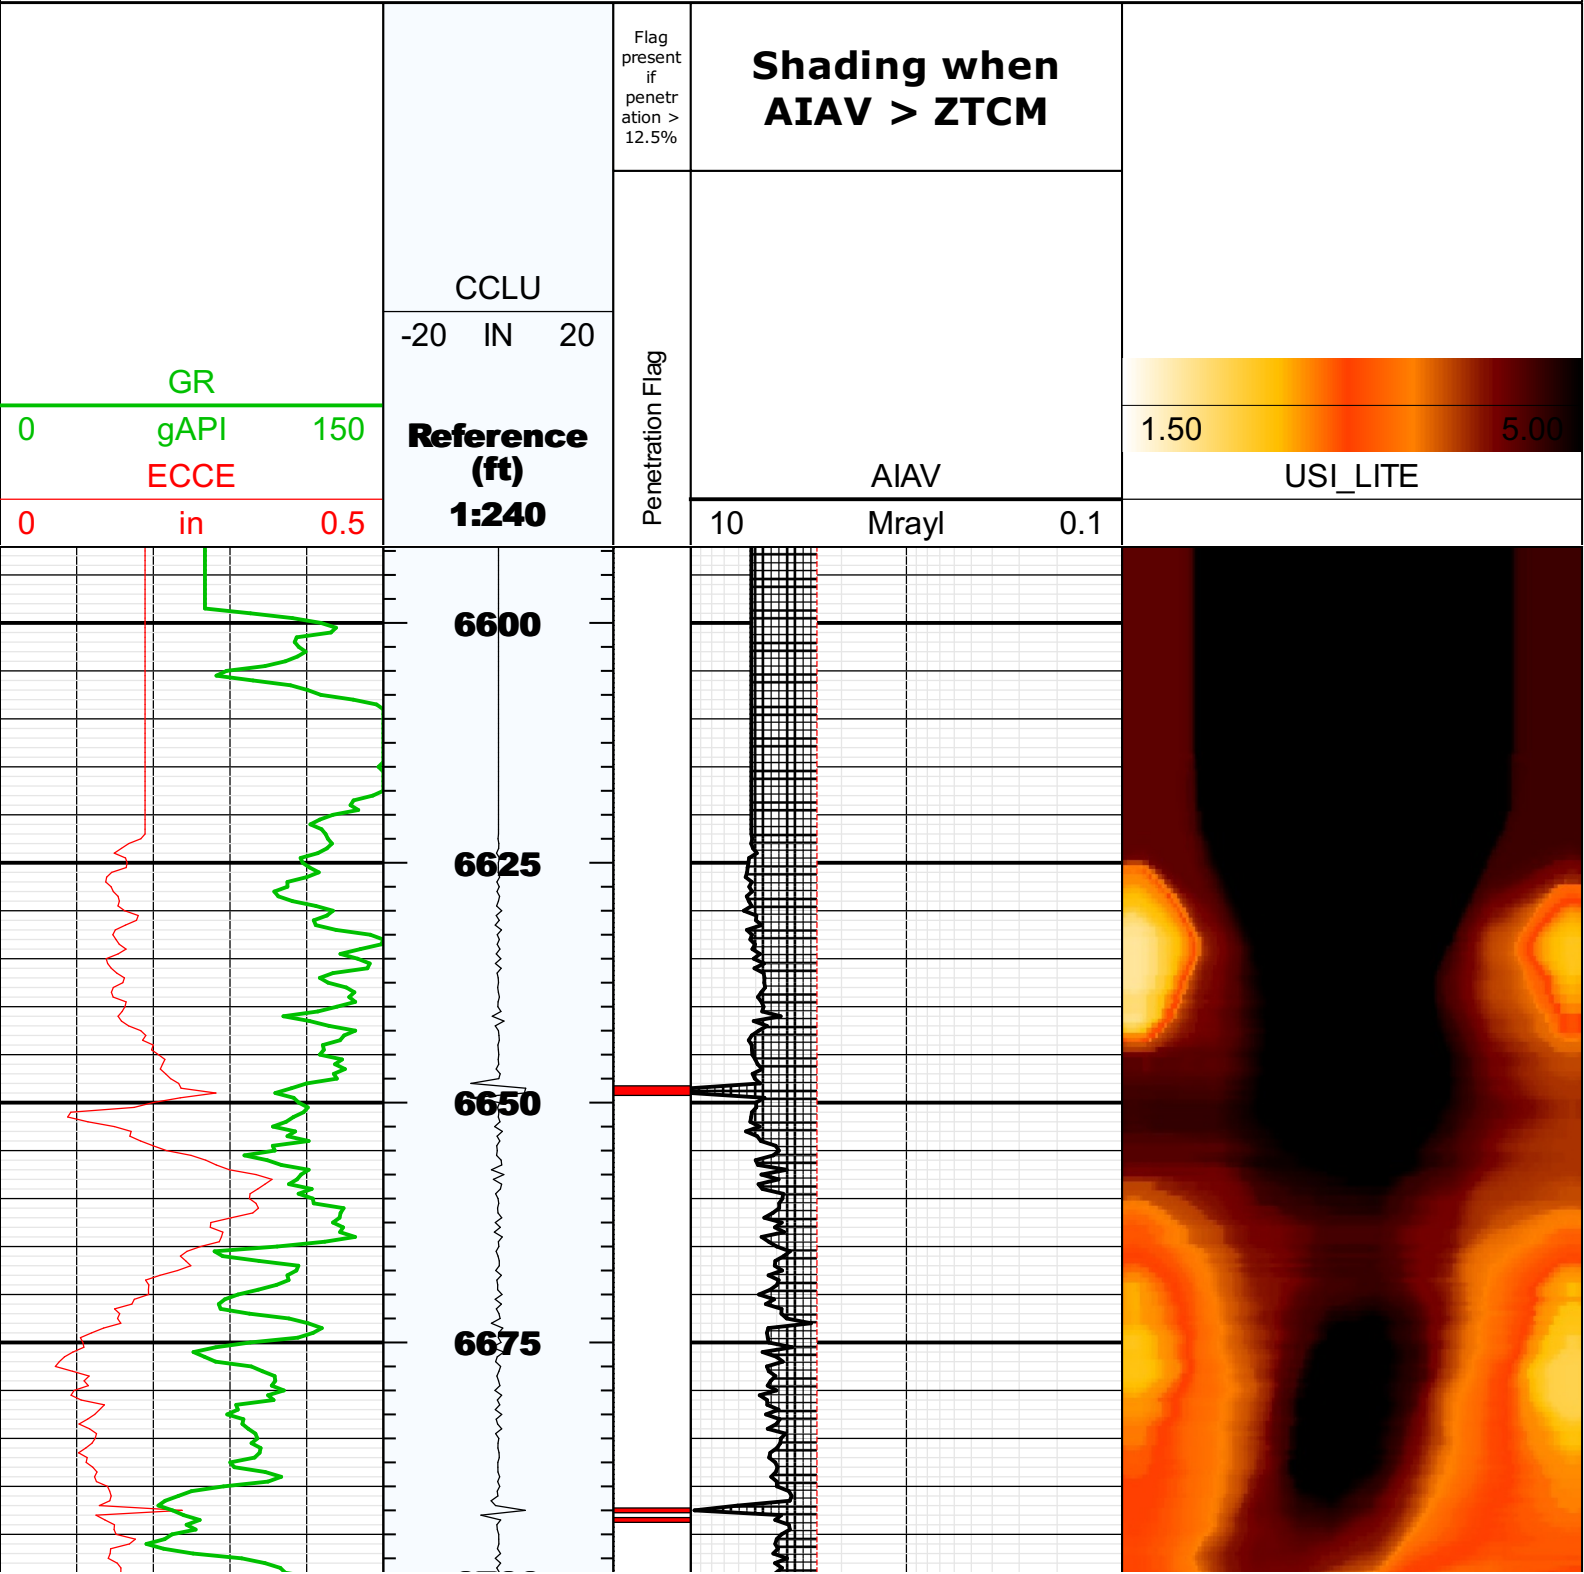 Flag
present
if
penetr
ation >
12.5%
Shading when
AIAV > ZTCM
CCLU
-20 IN 20
GR
0 gAPI 150
ECCE
0 in 0.5
Reference
(ft)
1:240
Penetration Flag
AIAV
10 Mrayl 0.1
1.50 5.00
USI_LITE
6600
6625
6650
6675